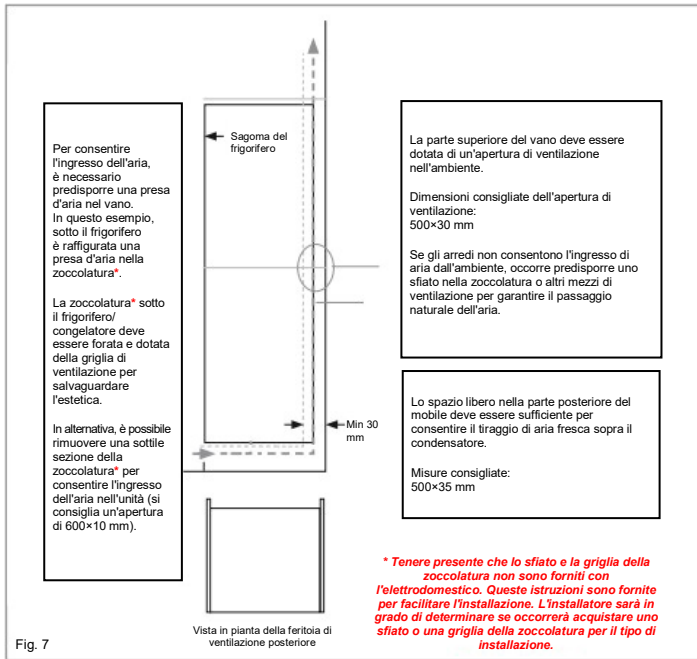 Per consentire
l'ingresso dell'aria,
è necessario
predisporre una presa
d'aria nel vano.
In questo esempio,
sotto il frigorifero
è raffigurata una
presa d'aria nella
zoccolatura*.
La zoccolatura* sotto
il frigorifero/
congelatore deve
essere forata e dotata
della griglia di
ventilazione per
salvaguardare
l'estetica.
In alternativa, è possibile
rimuovere una sottile
sezione della
zoccolatura* per
consentire l'ingresso
dell'aria nell'unità (si
consiglia un'apertura
di 600×10 mm).
Sagoma del
frigorifero
Min 30
mm
La parte superiore del vano deve essere
dotata di un'apertura di ventilazione
nell'ambiente.
Dimensioni consigliate dell'apertura di
ventilazione:
500×30 mm
Se gli arredi non consentono l'ingresso di
aria dall'ambiente, occorre predisporre uno
sfiato nella zoccolatura o altri mezzi di
ventilazione per garantire il passaggio
naturale dell'aria.
Lo spazio libero nella parte posteriore del
mobile deve essere sufficiente per
consentire il tiraggio di aria fresca sopra il
condensatore.
Misure consigliate:
500×35 mm
* Tenere presente che lo sfiato e la griglia della
zoccolatura non sono forniti con
l'elettrodomestico. Queste istruzioni sono fornite
per facilitare l'installazione. L'installatore sarà in
grado di determinare se occorrerà acquistare uno
sfiato o una griglia della zoccolatura per il tipo di
installazione.
Vista in pianta della feritoia di
ventilazione posteriore
Fig. 7